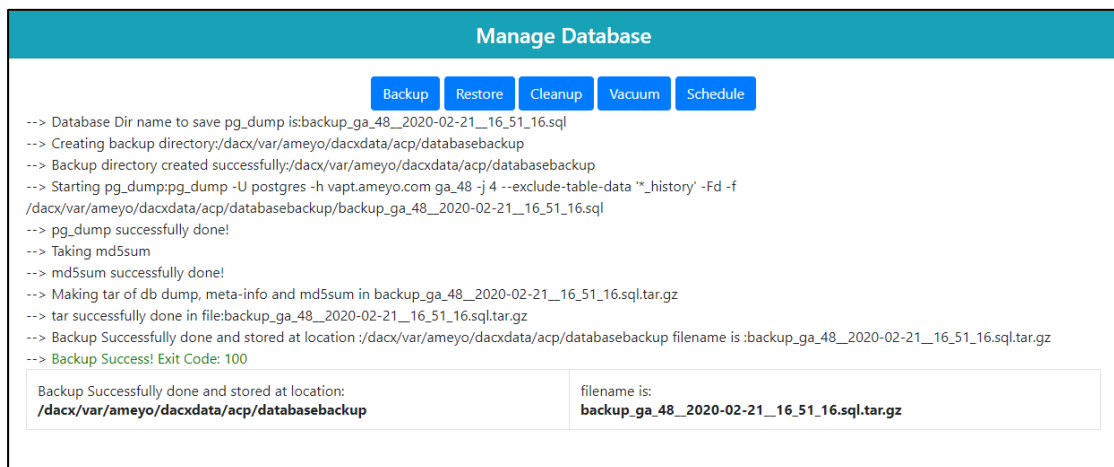 Manage Database
Backup Restore Cleanup Vacuum Schedule
--> Database Dir name to save pg_dump is:backup_ga_48__2020-02-21__16_51_16.sql
--> Creating backup directory:/dacx/var/ameyo/dacxdata/acp/databasebackup
--> Backup directory created successfully:/dacx/var/ameyo/dacxdata/acp/databasebackup
--> Starting pg_dump:pg_dump -U postgres -h vapt.ameyo.com ga_48 -j 4 --exclude-table-data '*_history' -Fd -f
/dacx/var/ameyo/dacxdata/acp/databasebackup/backup_ga_48__2020-02-21__16_51_16.sql
--> pg_dump successfully done!
--> Taking md5sum
--> md5sum successfully done!
--> Making tar of db dump, meta-info and md5sum in backup_ga_48__2020-02-21__16_51_16.sql.tar.gz
--> tar successfully done in file:backup_ga_48__2020-02-21__16_51_16.sql.tar.gz
--> Backup Succesefully done and stored at location :/dacx/var/ameyo/dacxdata/acp/databasebackup filename is :backup_ga_48__2020-02-21__16_51_16.sql.tar.gz
--> Backup Success! Exit Code: 100
Backup Successfully done and stored at location:
/dacx/var/ameyo/dacxdata/acp/databasebackup
filename is:
backup_ga_48__2020-02-21__16_51_16.sql.tar.gz